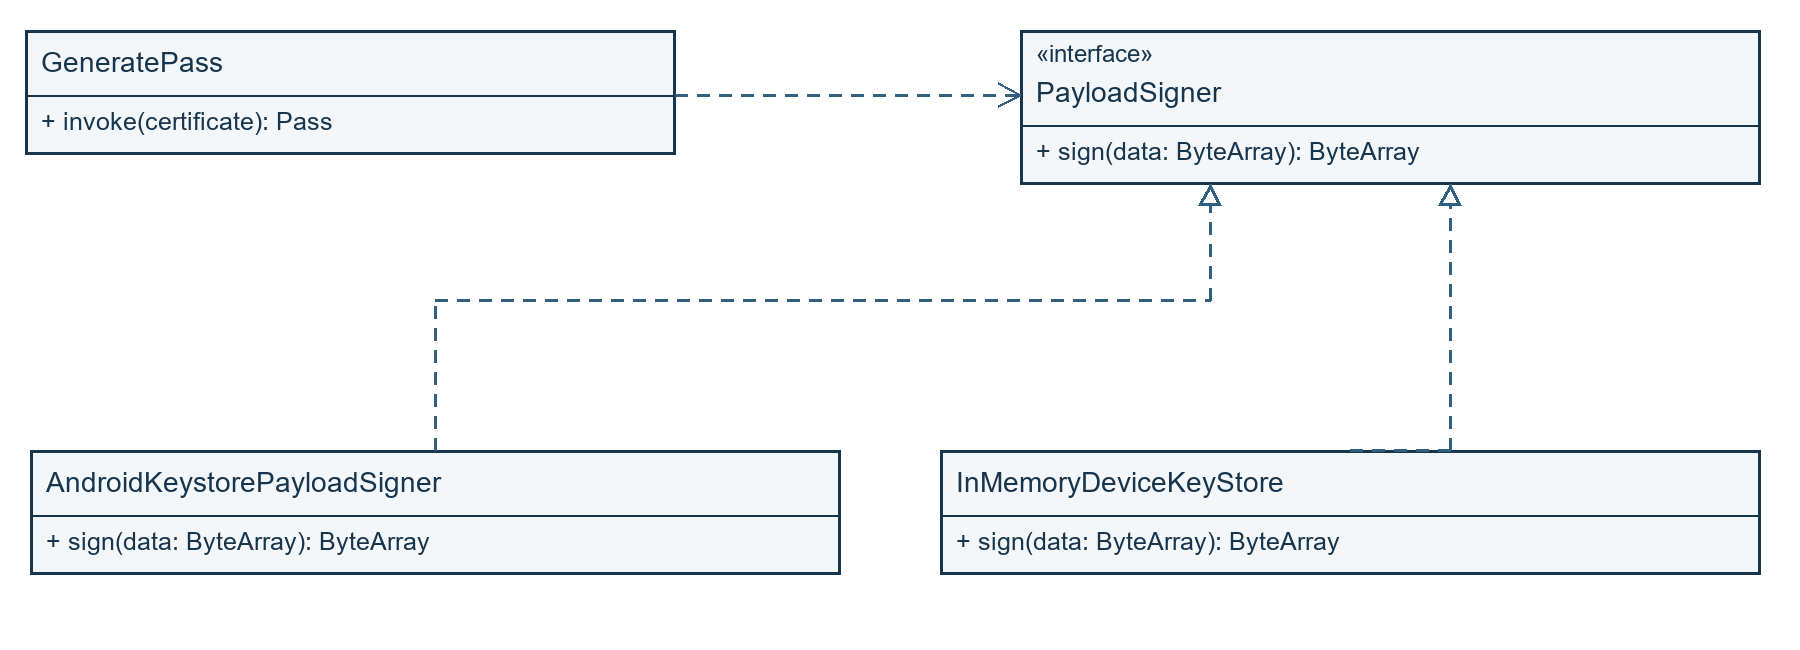 GeneratePass
+ invoke(certificate): Pass
«interface»
PayloadSigner
+ sign(data: ByteArray): ByteArray
AndroidKeystorePayloadSigner
+ sign(data: ByteArray): ByteArray
InMemoryDeviceKeyStore
+ sign(data: ByteArray): ByteArray